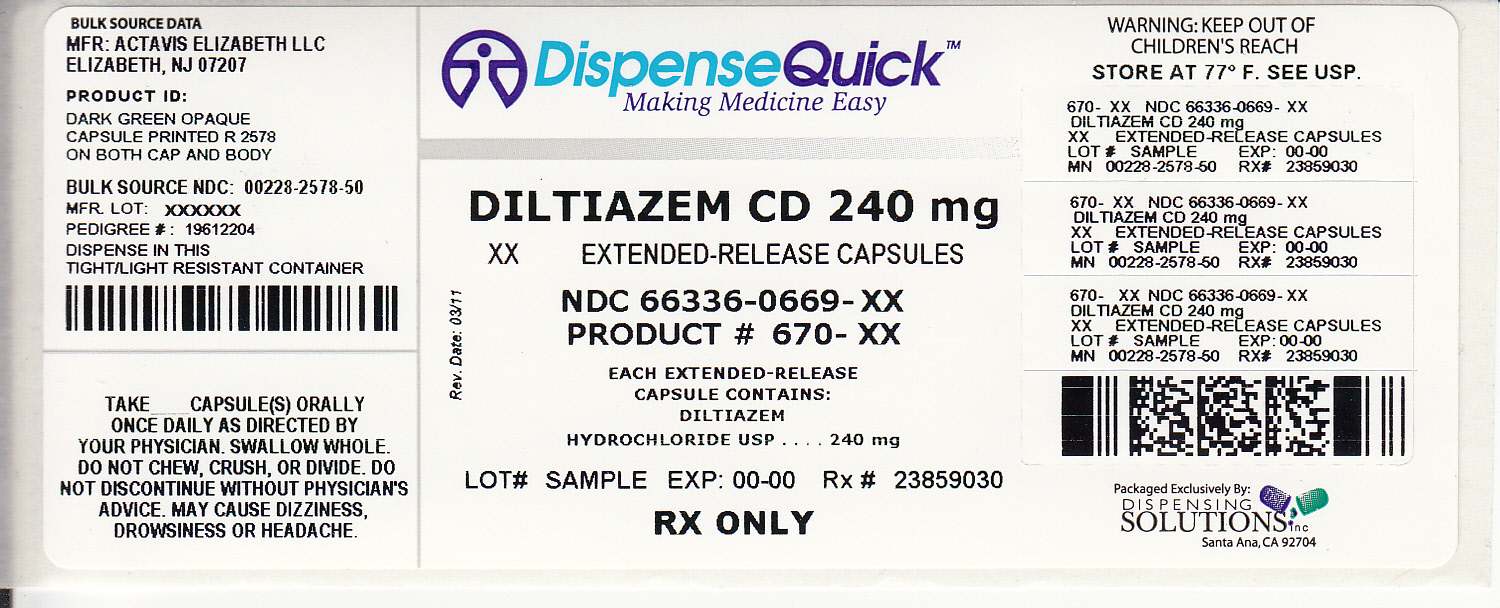 BULK SOURCE DATA
MFR: ACTAVIS ELIZABETH LLC
ELIZABETH, NJ 07207
PRODUCT ID:
DARK GREEN OPAQUE
CAPSULE PRINTED R 2578
ON BOTH CAP AND BODY
BULK SOURCE NDC: 00228-2578-50
MFR. LOT: XXXXXX
PEDIGREE # : 19612204
DISPENSE IN THIS
TIGHT/LIGHT RESISTANT CONTAINER
TAKE____CAPSULE(S) ORALLY
ONCE DAILY AS DIRECTED BY
YOUR PHYSICIAN. SWALLOW WHOLE.
DO NOT CHEW, CRUSH, OR DIVIDE. DO
NOT DISCONTINUE WITHOUT PHYSICIAN'S
ADVICE. MAY CAUSE DIZZINESS,
DROWSINESS OR HEADACHE.
DispenseQuick™
Making Medicine Easy
DILTIAZEM CD 240 mg
XX EXTENDED-RELEASE CAPSULES
NDC 66336-0669-XX
PRODUCT # 670-XX
Rev. Date: 03/11
EACH EXTENDED-RELEASE
CAPSULE CONTAINS:
DILTIAZEM
HYDROCHLORIDE USP .... 240 mg
LOT# SAMPLE EXP: 00-00 Rx # 23859030
RX ONLY
WARNING: KEEP OUT OF
CHILDREN'S REACH
STORE AT 77° F. SEE USP.
670- XX NDC 66336-0669-XX
DILTIAZEM CD 240 mg
XX EXTENDED-RELEASE CAPSULES
LOT # SAMPLE EXP: 00-00
MN 00228-2578-50 RX# 23859030
670- XX NDC 66336-0669-XX
DILTIAZEM CD 240 mg
XX EXTENDED-RELEASE CAPSULES
LOT # SAMPLE EXP: 00-00
MN 00228-2578-50 RX# 23859030
670- XX NDC 66336-0669-XX
DILTIAZEM CD 240 mg
XX EXTENDED-RELEASE CAPSULES
LOT # SAMPLE EXP: 00-00
MN 00228-2578-50 RX# 23859030
Packaged Exclusively By:
DISPENSING
SOLUTIONS inc
Santa Ana, CA 92704